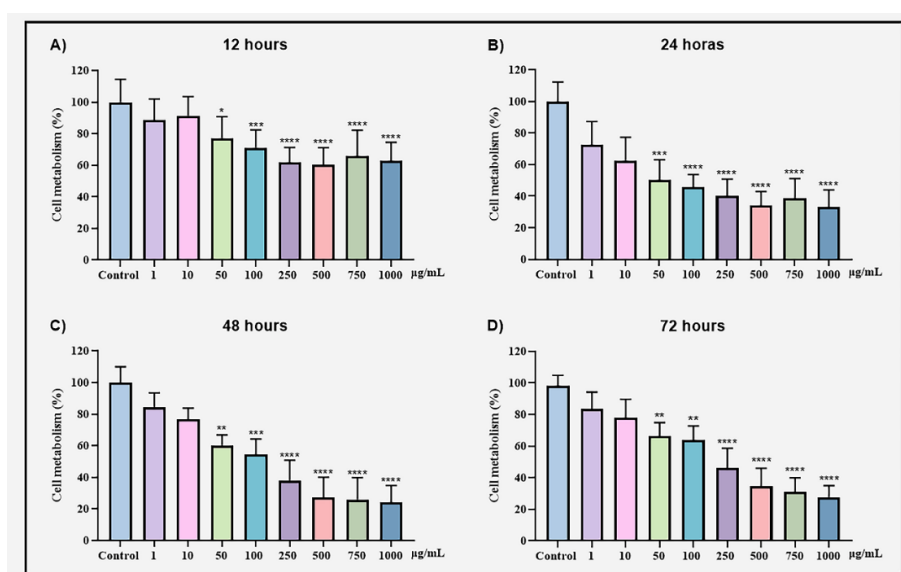 A)
12 hours
Cell metabolism (%)
120
100
80
60
40
20
0
* *** **** **** **** ****
Control 1 10 50 100 250 500 750 1000 µg/mL
B)
24 horas
Cell metabolism (%)
120
100
80
60
40
20
0
*** **** **** **** **** ****
Control 1 10 50 100 250 500 750 1000 µg/mL
C)
48 hours
Cell metabolism (%)
120
100
80
60
40
20
0
** *** **** **** **** ****
Control 1 10 50 100 250 500 750 1000 µg/mL
D)
72 hours
Cell metabolism (%)
120
100
80
60
40
20
0
** ** **** **** **** ****
Control 1 10 50 100 250 500 750 1000 µg/mL